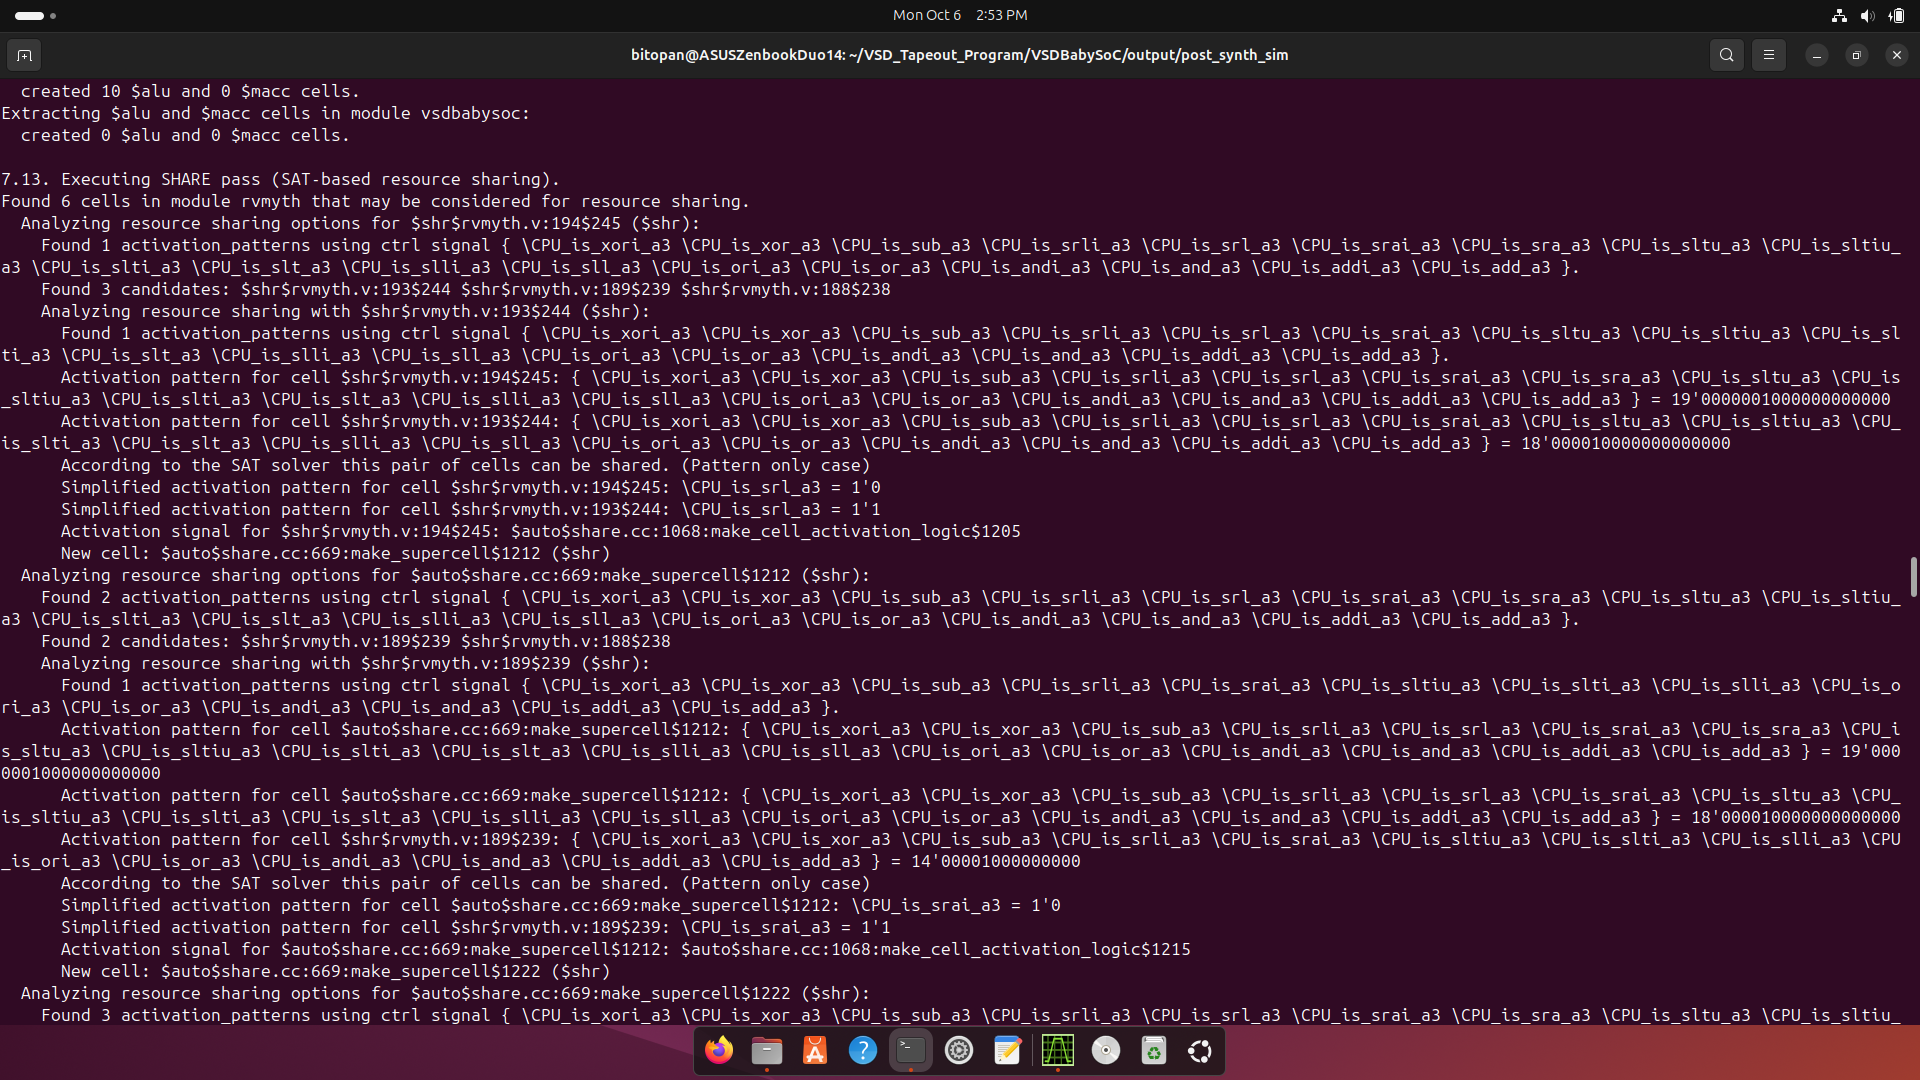 Mon Oct 6 2:53 PM
bitopan@ASUSZenbookDuo14: ~/VSD_Tapeout_Program/VSDBabySoC/output/post_synth_sim
  created 10 $alu and 0 $macc cells.
Extracting $alu and $macc cells in module vsdbabysoc:
  created 0 $alu and 0 $macc cells.

7.13. Executing SHARE pass (SAT-based resource sharing).
Found 6 cells in module rvmyth that may be considered for resource sharing.
  Analyzing resource sharing options for $shr$rvmyth.v:194$245 ($shr):
    Found 1 activation_patterns using ctrl signal { \CPU_is_xori_a3 \CPU_is_xor_a3 \CPU_is_sub_a3 \CPU_is_srli_a3 \CPU_is_srl_a3 \CPU_is_srai_a3 \CPU_is_sra_a3 \CPU_is_sltu_a3 \CPU_is_sltiu_
a3 \CPU_is_slti_a3 \CPU_is_slt_a3 \CPU_is_slli_a3 \CPU_is_sll_a3 \CPU_is_ori_a3 \CPU_is_or_a3 \CPU_is_andi_a3 \CPU_is_and_a3 \CPU_is_addi_a3 \CPU_is_add_a3 }.
    Found 3 candidates: $shr$rvmyth.v:193$244 $shr$rvmyth.v:189$239 $shr$rvmyth.v:188$238
    Analyzing resource sharing with $shr$rvmyth.v:193$244 ($shr):
      Found 1 activation_patterns using ctrl signal { \CPU_is_xori_a3 \CPU_is_xor_a3 \CPU_is_sub_a3 \CPU_is_srli_a3 \CPU_is_srl_a3 \CPU_is_srai_a3 \CPU_is_sltu_a3 \CPU_is_sltiu_a3 \CPU_is_sl
ti_a3 \CPU_is_slt_a3 \CPU_is_slli_a3 \CPU_is_sll_a3 \CPU_is_ori_a3 \CPU_is_or_a3 \CPU_is_andi_a3 \CPU_is_and_a3 \CPU_is_addi_a3 \CPU_is_add_a3 }.
      Activation pattern for cell $shr$rvmyth.v:194$245: { \CPU_is_xori_a3 \CPU_is_xor_a3 \CPU_is_sub_a3 \CPU_is_srli_a3 \CPU_is_srl_a3 \CPU_is_srai_a3 \CPU_is_sra_a3 \CPU_is_sltu_a3 \CPU_is
_sltiu_a3 \CPU_is_slti_a3 \CPU_is_slt_a3 \CPU_is_slli_a3 \CPU_is_sll_a3 \CPU_is_ori_a3 \CPU_is_or_a3 \CPU_is_andi_a3 \CPU_is_and_a3 \CPU_is_addi_a3 \CPU_is_add_a3 } = 19'0000001000000000000
      Activation pattern for cell $shr$rvmyth.v:193$244: { \CPU_is_xori_a3 \CPU_is_xor_a3 \CPU_is_sub_a3 \CPU_is_srli_a3 \CPU_is_srl_a3 \CPU_is_srai_a3 \CPU_is_sltu_a3 \CPU_is_sltiu_a3 \CPU_
is_slti_a3 \CPU_is_slt_a3 \CPU_is_slli_a3 \CPU_is_sll_a3 \CPU_is_ori_a3 \CPU_is_or_a3 \CPU_is_andi_a3 \CPU_is_and_a3 \CPU_is_addi_a3 \CPU_is_add_a3 } = 18'000010000000000000
      According to the SAT solver this pair of cells can be shared. (Pattern only case)
      Simplified activation pattern for cell $shr$rvmyth.v:194$245: \CPU_is_srl_a3 = 1'0
      Simplified activation pattern for cell $shr$rvmyth.v:193$244: \CPU_is_srl_a3 = 1'1
      Activation signal for $shr$rvmyth.v:194$245: $auto$share.cc:1068:make_cell_activation_logic$1205
      New cell: $auto$share.cc:669:make_supercell$1212 ($shr)
  Analyzing resource sharing options for $auto$share.cc:669:make_supercell$1212 ($shr):
    Found 2 activation_patterns using ctrl signal { \CPU_is_xori_a3 \CPU_is_xor_a3 \CPU_is_sub_a3 \CPU_is_srli_a3 \CPU_is_srl_a3 \CPU_is_srai_a3 \CPU_is_sra_a3 \CPU_is_sltu_a3 \CPU_is_sltiu_
a3 \CPU_is_slti_a3 \CPU_is_slt_a3 \CPU_is_slli_a3 \CPU_is_sll_a3 \CPU_is_ori_a3 \CPU_is_or_a3 \CPU_is_andi_a3 \CPU_is_and_a3 \CPU_is_addi_a3 \CPU_is_add_a3 }.
    Found 2 candidates: $shr$rvmyth.v:189$239 $shr$rvmyth.v:188$238
    Analyzing resource sharing with $shr$rvmyth.v:189$239 ($shr):
      Found 1 activation_patterns using ctrl signal { \CPU_is_xori_a3 \CPU_is_xor_a3 \CPU_is_sub_a3 \CPU_is_srli_a3 \CPU_is_srai_a3 \CPU_is_sltiu_a3 \CPU_is_slti_a3 \CPU_is_slli_a3 \CPU_is_o
ri_a3 \CPU_is_or_a3 \CPU_is_andi_a3 \CPU_is_and_a3 \CPU_is_addi_a3 \CPU_is_add_a3 }.
      Activation pattern for cell $auto$share.cc:669:make_supercell$1212: { \CPU_is_xori_a3 \CPU_is_xor_a3 \CPU_is_sub_a3 \CPU_is_srli_a3 \CPU_is_srl_a3 \CPU_is_srai_a3 \CPU_is_sra_a3 \CPU_i
s_sltu_a3 \CPU_is_sltiu_a3 \CPU_is_slti_a3 \CPU_is_slt_a3 \CPU_is_slli_a3 \CPU_is_sll_a3 \CPU_is_ori_a3 \CPU_is_or_a3 \CPU_is_andi_a3 \CPU_is_and_a3 \CPU_is_addi_a3 \CPU_is_add_a3 } = 19'000
0001000000000000
      Activation pattern for cell $auto$share.cc:669:make_supercell$1212: { \CPU_is_xori_a3 \CPU_is_xor_a3 \CPU_is_sub_a3 \CPU_is_srli_a3 \CPU_is_srl_a3 \CPU_is_srai_a3 \CPU_is_sltu_a3 \CPU_
is_sltiu_a3 \CPU_is_slti_a3 \CPU_is_slt_a3 \CPU_is_slli_a3 \CPU_is_sll_a3 \CPU_is_ori_a3 \CPU_is_or_a3 \CPU_is_andi_a3 \CPU_is_and_a3 \CPU_is_addi_a3 \CPU_is_add_a3 } = 18'000010000000000000
      Activation pattern for cell $shr$rvmyth.v:189$239: { \CPU_is_xori_a3 \CPU_is_xor_a3 \CPU_is_sub_a3 \CPU_is_srli_a3 \CPU_is_srai_a3 \CPU_is_sltiu_a3 \CPU_is_slti_a3 \CPU_is_slli_a3 \CPU
_is_ori_a3 \CPU_is_or_a3 \CPU_is_andi_a3 \CPU_is_and_a3 \CPU_is_addi_a3 \CPU_is_add_a3 } = 14'00001000000000
      According to the SAT solver this pair of cells can be shared. (Pattern only case)
      Simplified activation pattern for cell $auto$share.cc:669:make_supercell$1212: \CPU_is_srai_a3 = 1'0
      Simplified activation pattern for cell $shr$rvmyth.v:189$239: \CPU_is_srai_a3 = 1'1
      Activation signal for $auto$share.cc:669:make_supercell$1212: $auto$share.cc:1068:make_cell_activation_logic$1215
      New cell: $auto$share.cc:669:make_supercell$1222 ($shr)
  Analyzing resource sharing options for $auto$share.cc:669:make_supercell$1222 ($shr):
    Found 3 activation_patterns using ctrl signal { \CPU_is_xori_a3 \CPU_is_xor_a3 \CPU_is_sub_a3 \CPU_is_srli_a3 \CPU_is_srl_a3 \CPU_is_srai_a3 \CPU_is_sra_a3 \CPU_is_sltu_a3 \CPU_is_sltiu_